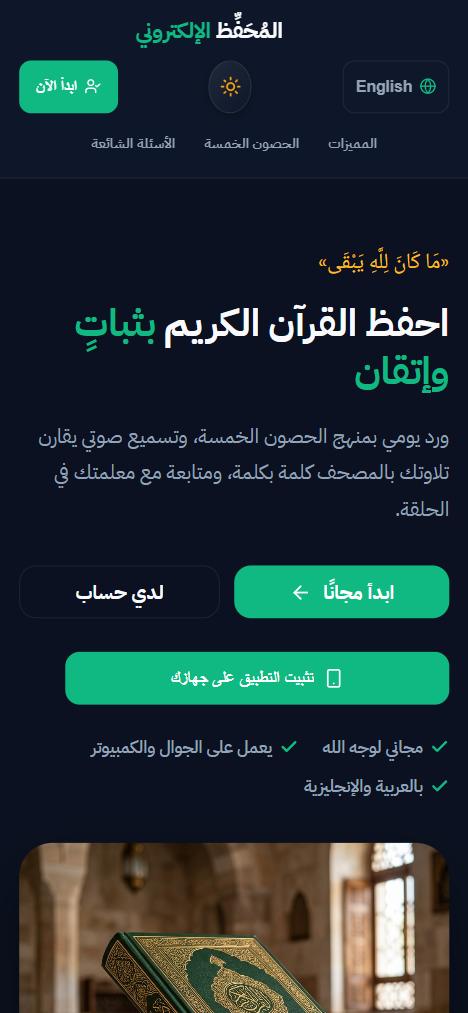 المُحَفِّظ الإلكتروني
English
ابدأ الآن
المميزات
الحصون الخمسة
الأسئلة الشائعة
«مَا كَانَ لِلَّهِ يَبْقَى»
احفظ القرآن الكريم بثباتٍ
وإتقان
ورد يومي بمنهج الحصون الخمسة، وتسميع صوتي يقارن
تلاوتك بالمصحف كلمة بكلمة، ومتابعة مع معلمتك في
الحلقة.
ابدأ مجانًا
لدي حساب
تثبيت التطبيق على جهازك
مجاني لوجه الله
يعمل على الجوال والكمبيوتر
بالعربية والإنجليزية